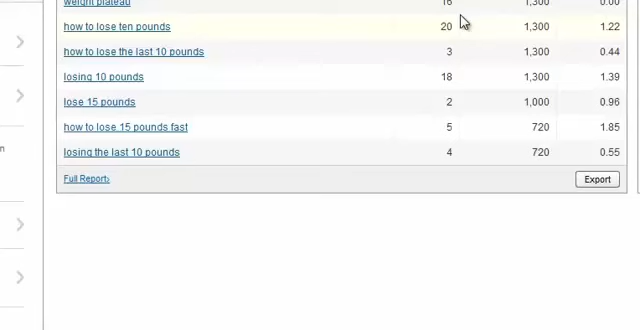 weight plateau 16 1,300 0.00
how to lose ten pounds 20 1,300 1.22
how to lose the last 10 pounds 3 1,300 0.44
losing 10 pounds 18 1,300 1.39
lose 15 pounds 2 1,000 0.96
how to lose 15 pounds fast 5 720 1.85
losing the last 10 pounds 4 720 0.55
Full Report› Export